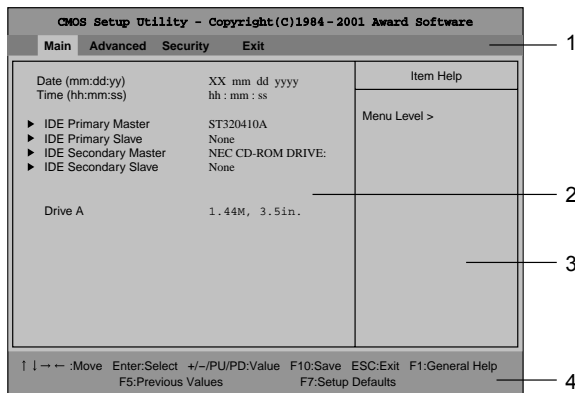 CMOS Setup Utility - Copyright(C)1984-2001 Award Software
Main Advanced Security Exit
1
Date (mm:dd:yy) XX mm dd yyyy
Time (hh:mm:ss) hh : mm : ss
▶ IDE Primary Master ST320410A
▶ IDE Primary Slave None
▶ IDE Secondary Master NEC CD-ROM DRIVE:
▶ IDE Secondary Slave None
Drive A 1.44M, 3.5in.
2
Item Help
Menu Level >
3
↑↓→← :Move Enter:Select +/–/PU/PD:Value F10:Save ESC:Exit F1:General Help
F5:Previous Values F7:Setup Defaults
4